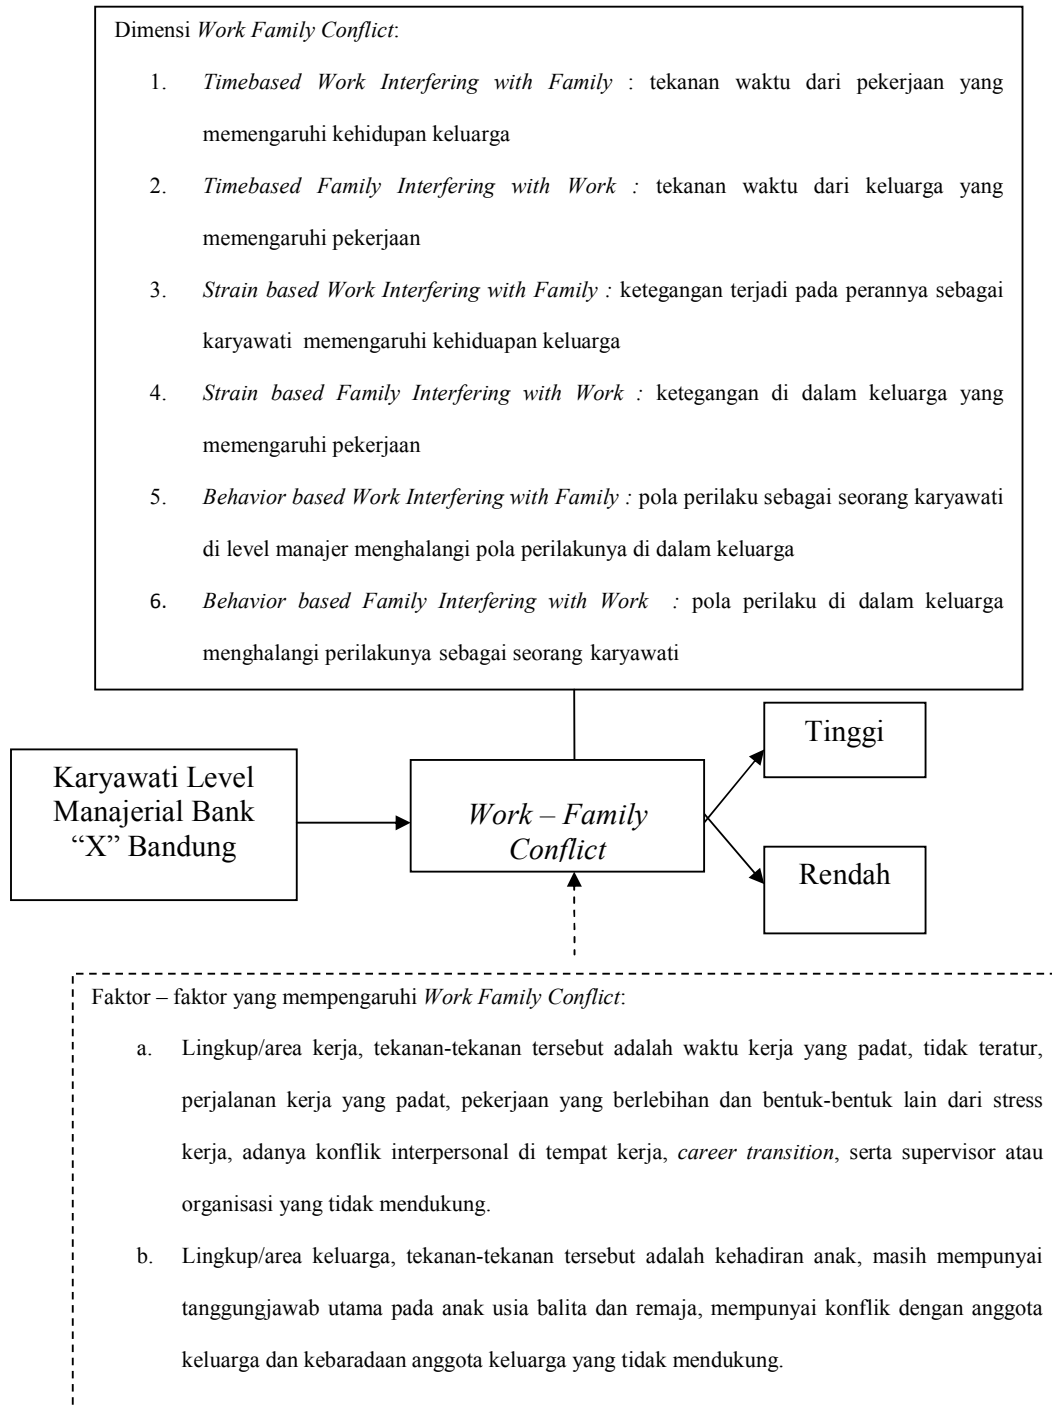 Dimensi Work Family Conflict:
1. Timebased Work Interfering with Family : tekanan waktu dari pekerjaan yang
memengaruhi kehidupan keluarga
2. Timebased Family Interfering with Work : tekanan waktu dari keluarga yang
memengaruhi pekerjaan
3. Strain based Work Interfering with Family : ketegangan terjadi pada perannya sebagai
karyawati memengaruhi kehiduapan keluarga
4. Strain based Family Interfering with Work : ketegangan di dalam keluarga yang
memengaruhi pekerjaan
5. Behavior based Work Interfering with Family : pola perilaku sebagai seorang karyawati
di level manajer menghalangi pola perilakunya di dalam keluarga
6. Behavior based Family Interfering with Work : pola perilaku di dalam keluarga
menghalangi perilakunya sebagai seorang karyawati
Karyawati Level
Manajerial Bank
“X” Bandung
Work – Family
Conflict
Tinggi
Rendah
Faktor – faktor yang mempengaruhi Work Family Conflict:
a. Lingkup/area kerja, tekanan-tekanan tersebut adalah waktu kerja yang padat, tidak teratur,
perjalanan kerja yang padat, pekerjaan yang berlebihan dan bentuk-bentuk lain dari stress
kerja, adanya konflik interpersonal di tempat kerja, career transition, serta supervisor atau
organisasi yang tidak mendukung.
b. Lingkup/area keluarga, tekanan-tekanan tersebut adalah kehadiran anak, masih mempunyai
tanggungjawab utama pada anak usia balita dan remaja, mempunyai konflik dengan anggota
keluarga dan kebaradaan anggota keluarga yang tidak mendukung.